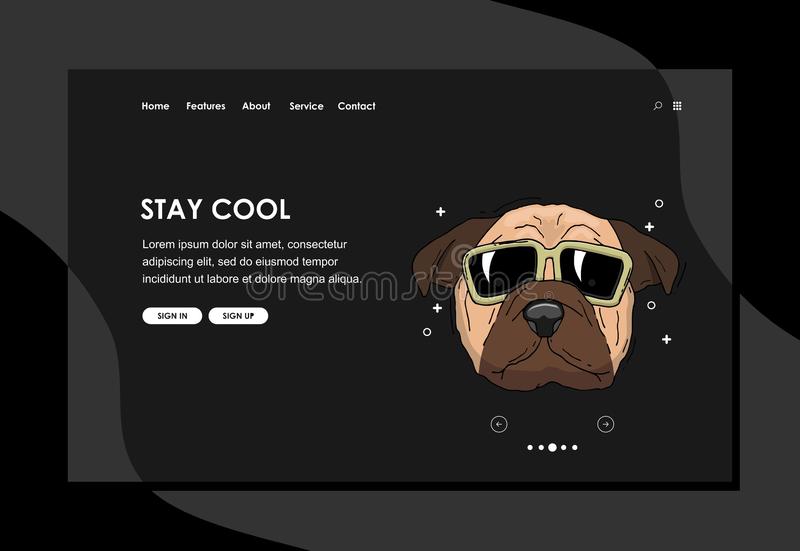 Home Features About Service Contact
STAY COOL
Lorem ipsum dolor sit amet, consectetur
adipiscing elit, sed do eiusmod tempor
incididunt ut labore et dolore magna aliqua.
SIGN IN SIGN UP
dreamstime.com